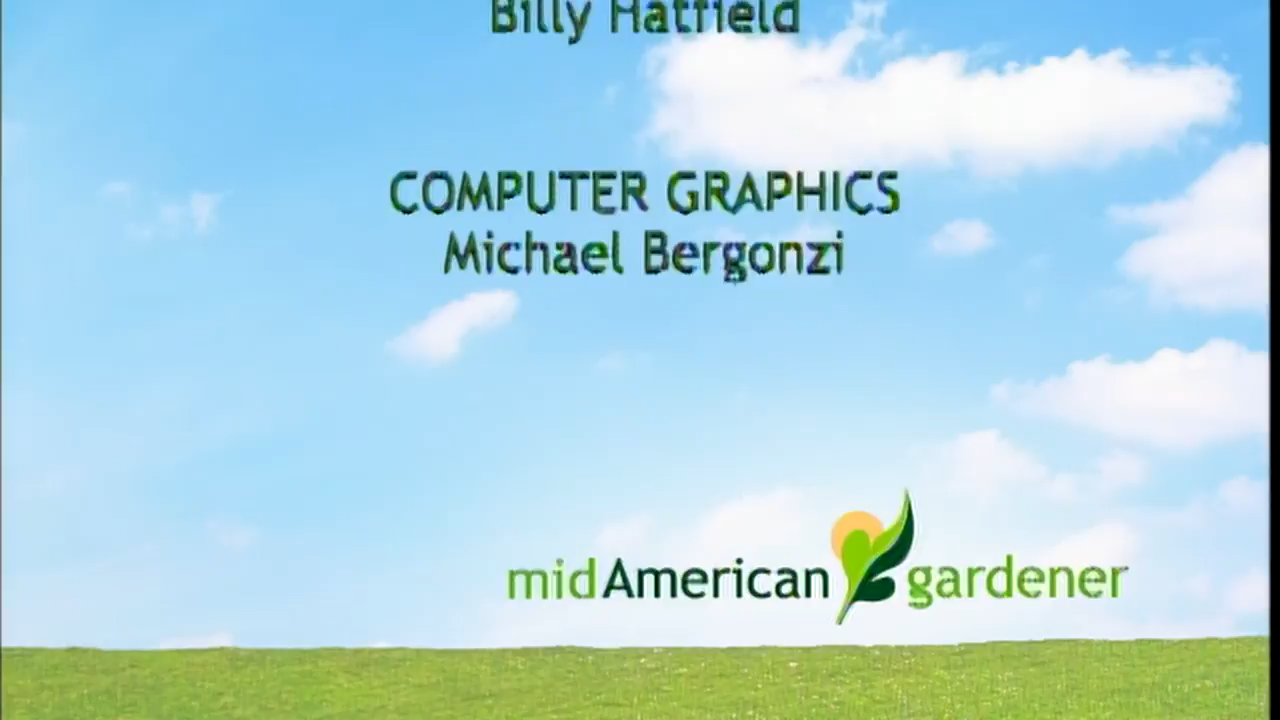 Billy Hatfield
COMPUTER GRAPHICS
Michael Bergonzi
midAmerican gardener